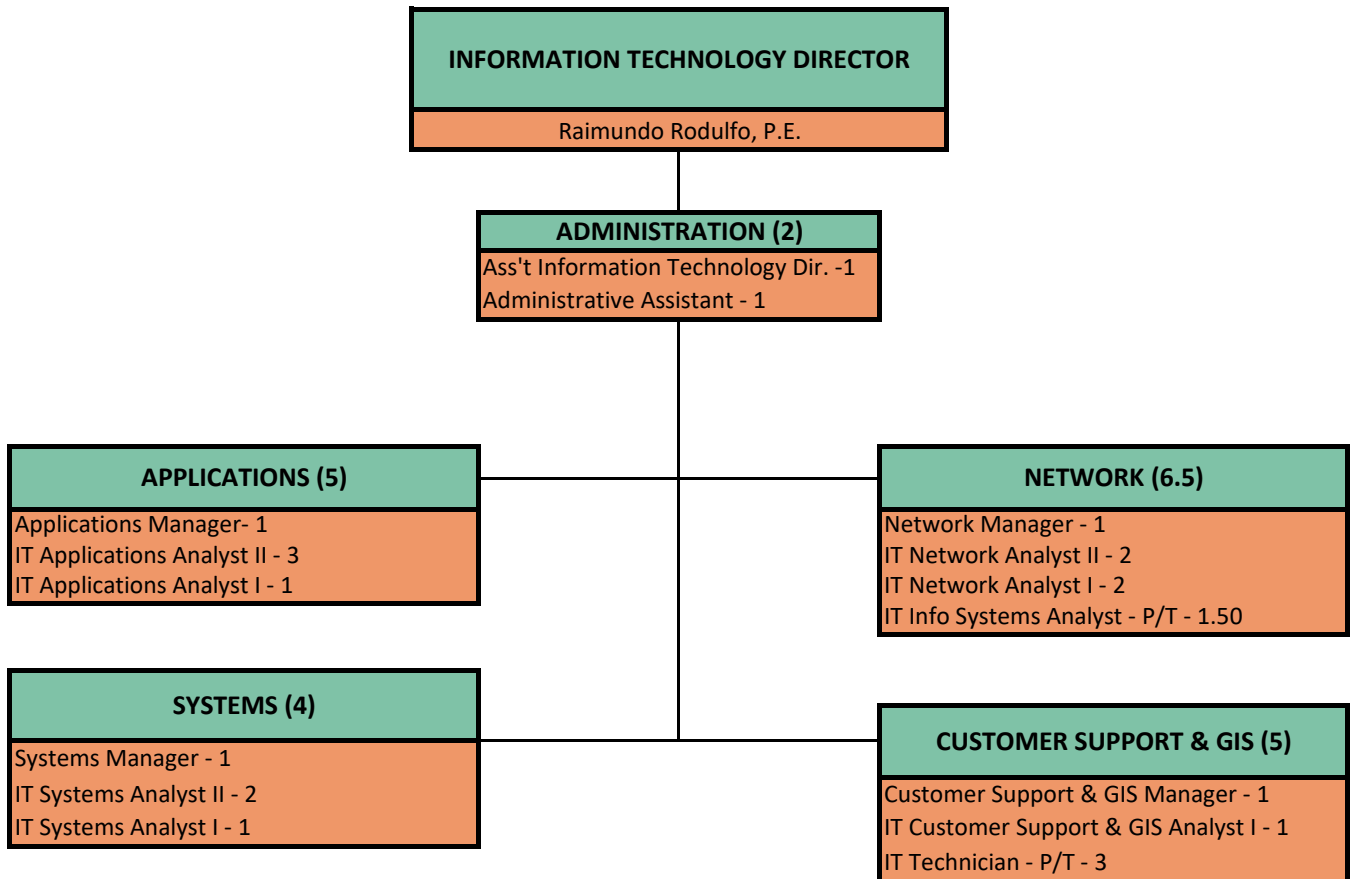 INFORMATION TECHNOLOGY DIRECTOR
Raimundo Rodulfo, P.E.
ADMINISTRATION (2)
Ass't Information Technology Dir. -1
Administrative Assistant - 1
APPLICATIONS (5)
Applications Manager- 1
IT Applications Analyst II - 3
IT Applications Analyst I - 1
NETWORK (6.5)
Network Manager - 1
IT Network Analyst II - 2
IT Network Analyst I - 2
IT Info Systems Analyst - P/T - 1.50
SYSTEMS (4)
Systems Manager - 1
IT Systems Analyst II - 2
IT Systems Analyst I - 1
CUSTOMER SUPPORT & GIS (5)
Customer Support & GIS Manager - 1
IT Customer Support & GIS Analyst I - 1
IT Technician - P/T - 3